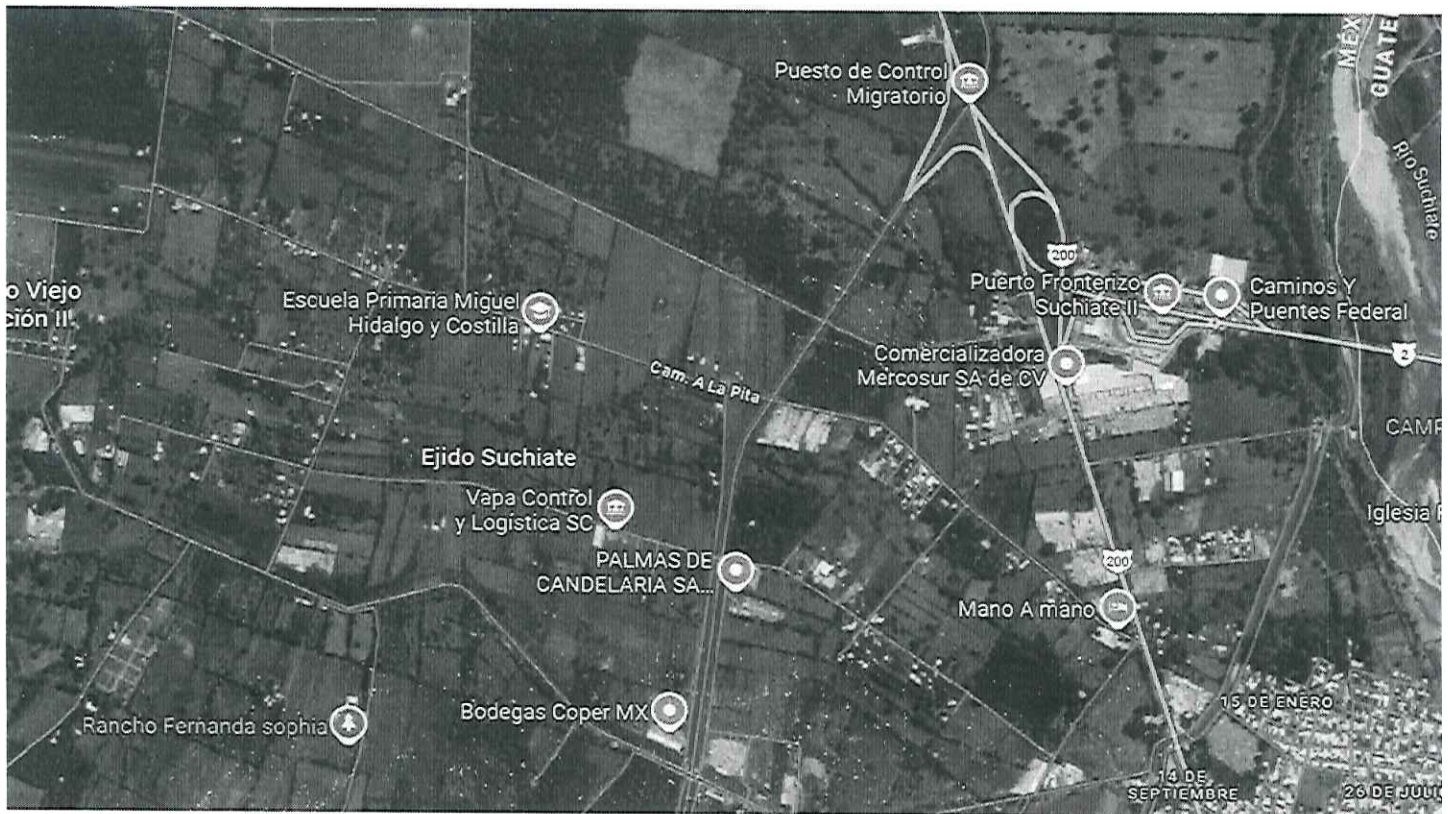 Puesto de Control
Migratorio
MÉX
GUATE
Río Suchiate
200
Puerto Fronterizo
Suchiate II
Caminos Y
Puentes Federal
o Viejo
ción II
Escuela Primaria Miguel
Hidalgo y Costilla
Comercializadora
Mercosur SA de CV
2
Cam. A La Pita
CAMP
Ejido Suchiate
Vapa Control
y Logística SC
Iglesia
PALMAS DE
CANDELARIA SA...
200
Mano A mano
Rancho Fernanda sophia
Bodegas Coper MX
15 DE ENERO
14 DE
SEPTIEMBRE
26 DE JULIO